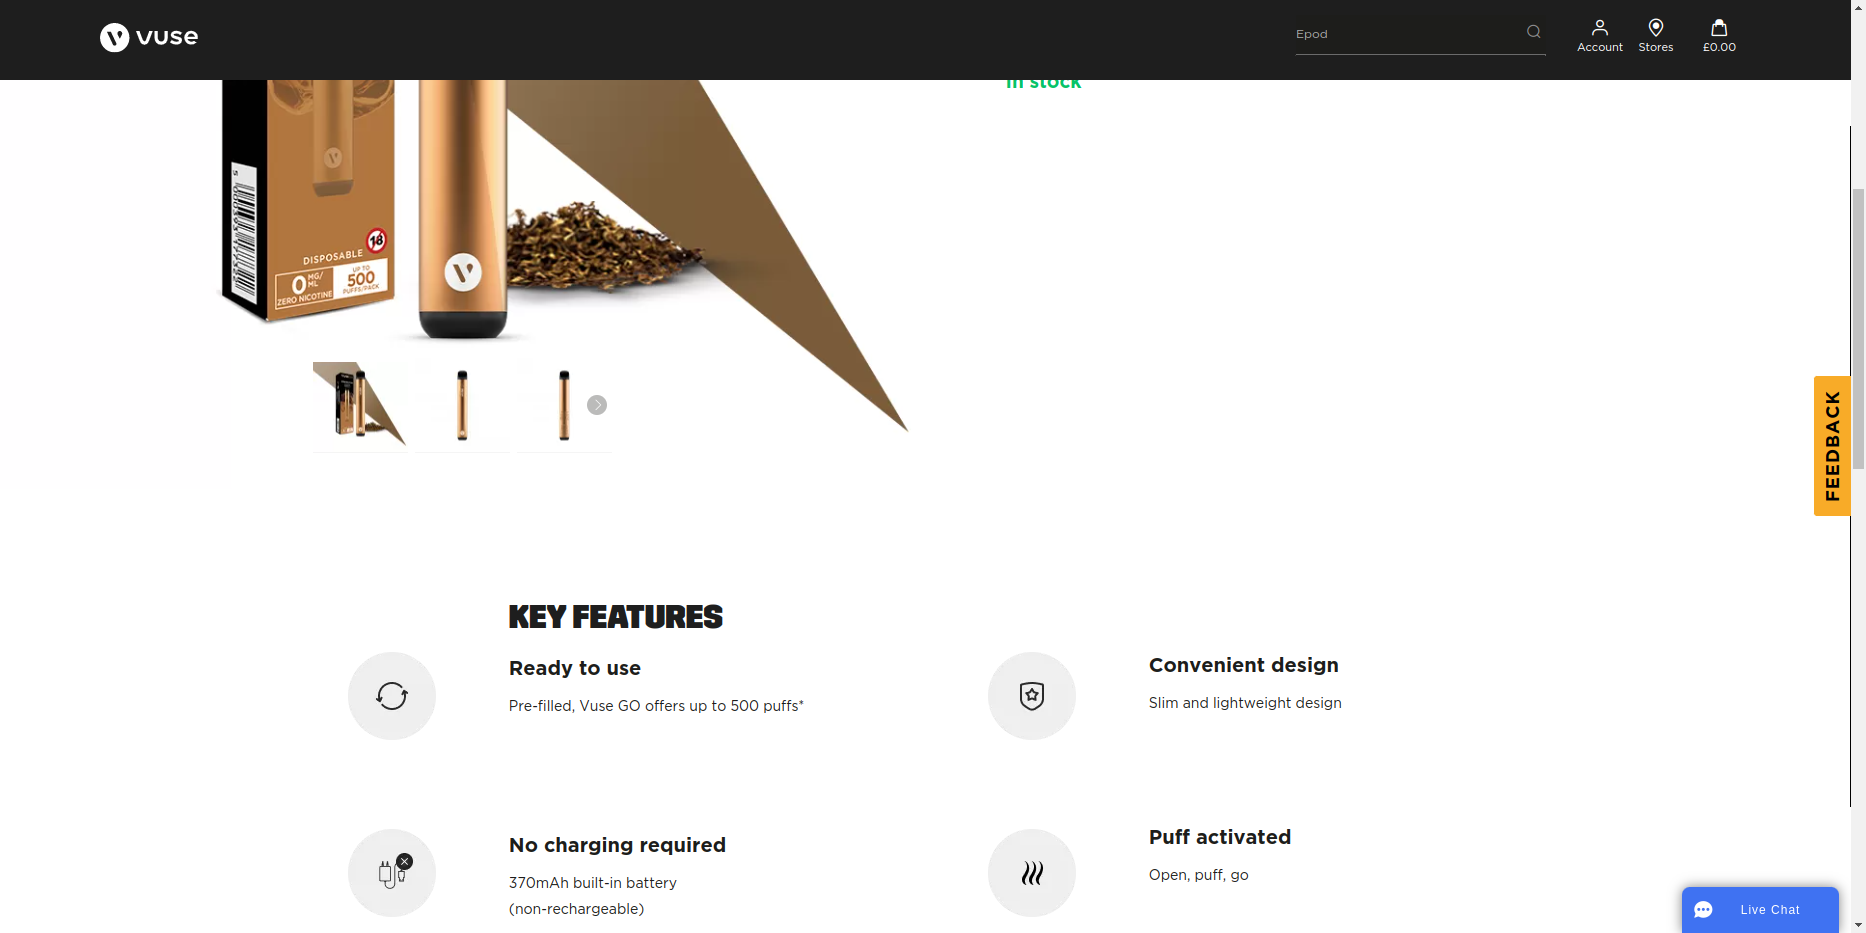 vuse
Epod
Account
Stores
£0.00
In stock
18
DISPOSABLE
0 MG/ML
ZERO NICOTINE
UP TO
500
PUFFS/PACK
FEEDBACK
KEY FEATURES
Ready to use
Pre-filled, Vuse GO offers up to 500 puffs*
Convenient design
Slim and lightweight design
No charging required
370mAh built-in battery
(non-rechargeable)
Puff activated
Open, puff, go
Live Chat